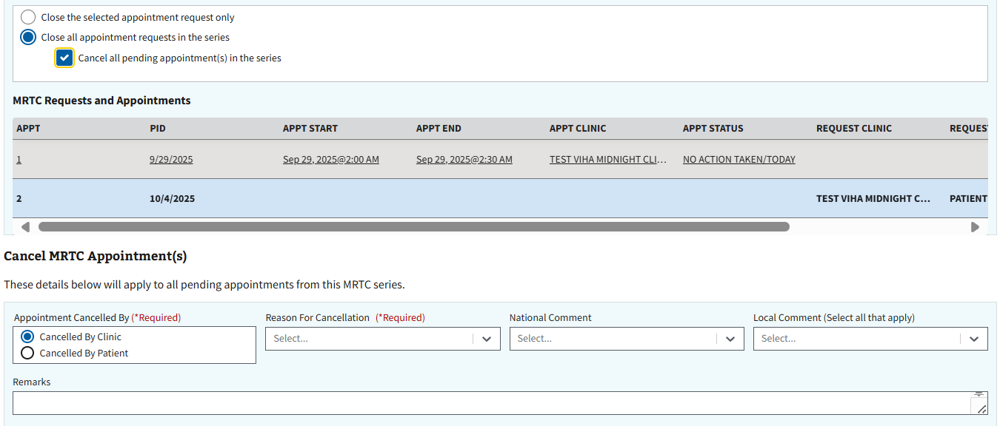 Close the selected appointment request only
Close all appointment requests in the series
Cancel all pending appointment(s) in the series
MRTC Requests and Appointments
APPT PID APPT START APPT END APPT CLINIC APPT STATUS REQUEST CLINIC REQUES
1 9/29/2025 Sep 29, 2025@2:00 AM Sep 29, 2025@2:30 AM TEST VIHA MIDNIGHT CLI... NO ACTION TAKEN/TODAY
2 10/4/2025 TEST VIHA MIDNIGHT C... PATIENT
Cancel MRTC Appointment(s)
These details below will apply to all pending appointments from this MRTC series.
Appointment Cancelled By (*Required) Reason For Cancellation (*Required) National Comment Local Comment (Select all that apply)
Cancelled By Clinic Select... Select... Select...
Cancelled By Patient
Remarks